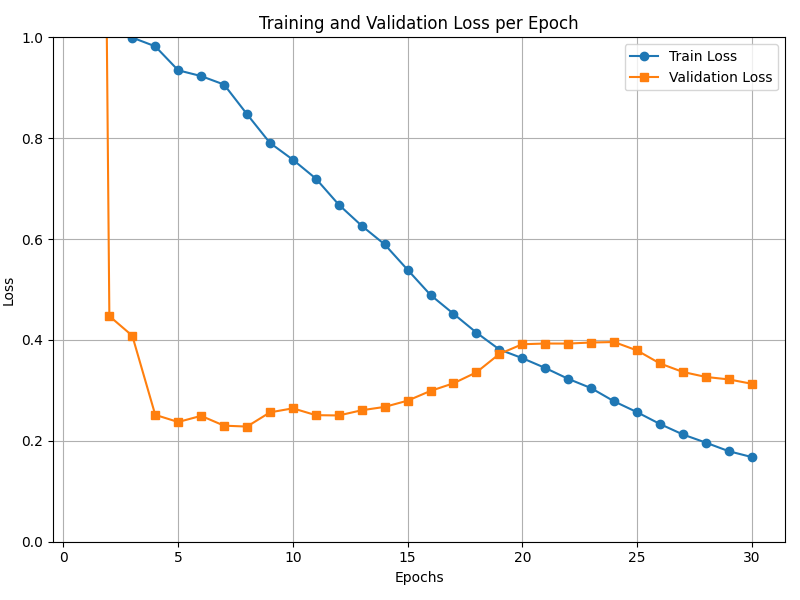 Training and Validation Loss per Epoch
Train Loss
Validation Loss
1.0
0.8
0.6
0.4
0.2
0.0
Loss
0 5 10 15 20 25 30
Epochs